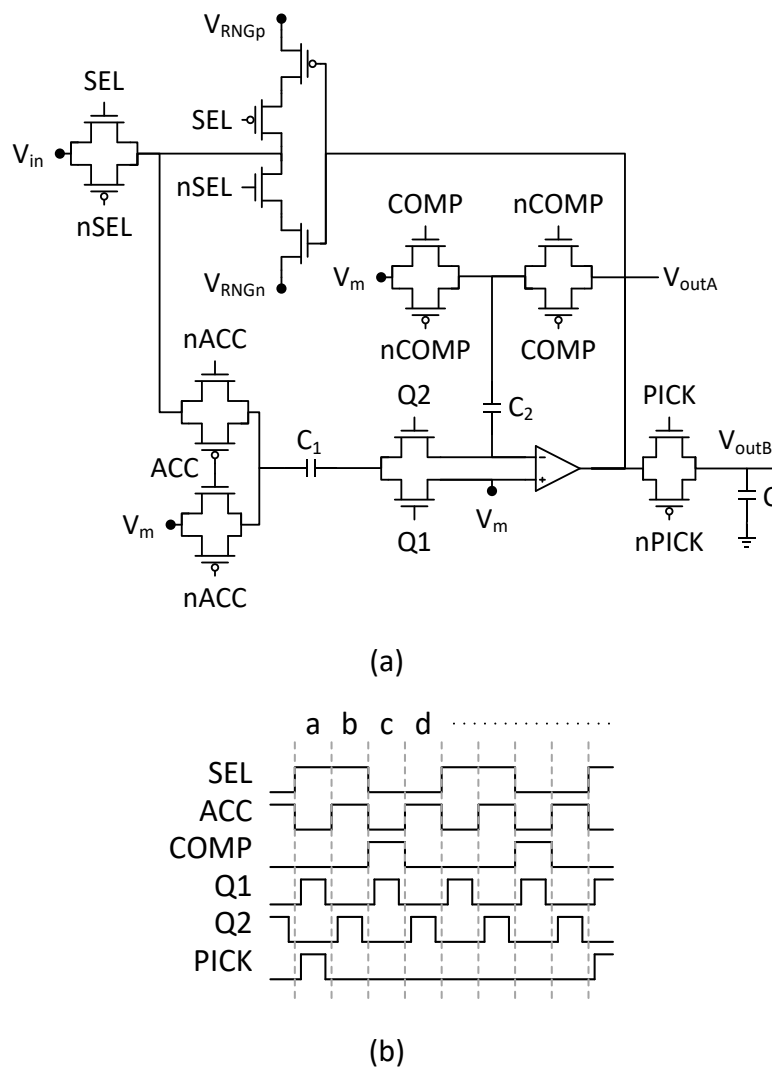 V_RNGp
SEL
SEL
V_in
nSEL
nSEL
COMP
nCOMP
V_RNGn
V_m
V_outA
nACC
nCOMP
COMP
C_2
Q2
PICK
C_1
ACC
V_outB
C
V_m
V_m
Q1
nPICK
nACC
(a)
a b c d ..................
SEL
ACC
COMP
Q1
Q2
PICK
(b)